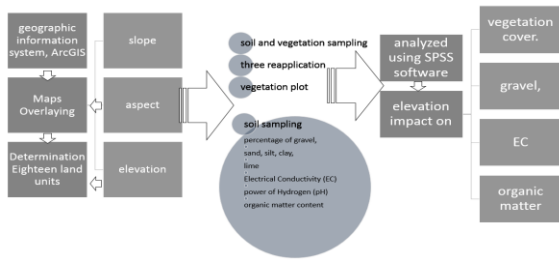 geographic
information
system, ArcGIS
Maps
Overlaying
Determination
Eighteen land
units
slope
aspect
elevation
soil and vegetation sampling
three reapplication
vegetation plot
soil sampling
percentage of gravel,
sand, silt, clay,
lime
Electrical Conductivity (EC)
power of Hydrogen (pH)
organic matter content
analyzed
using SPSS
software
elevation
impact on
vegetation
cover.
gravel,
EC
organic
matter